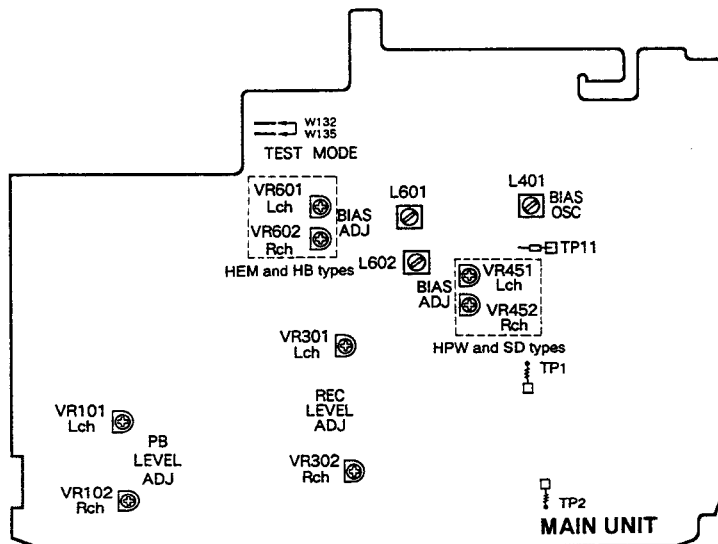 W132
W135
TEST MODE
VR601
Lch
VR602
Rch
BIAS
ADJ
HEM and HB types
L601
L602
L401
BIAS
OSC
TP11
BIAS
ADJ
VR451
Lch
VR452
Rch
HPW and SD types
VR301
Lch
TP1
REC
LEVEL
ADJ
VR101
Lch
PB
LEVEL
ADJ
VR302
Rch
VR102
Rch
TP2
MAIN UNIT